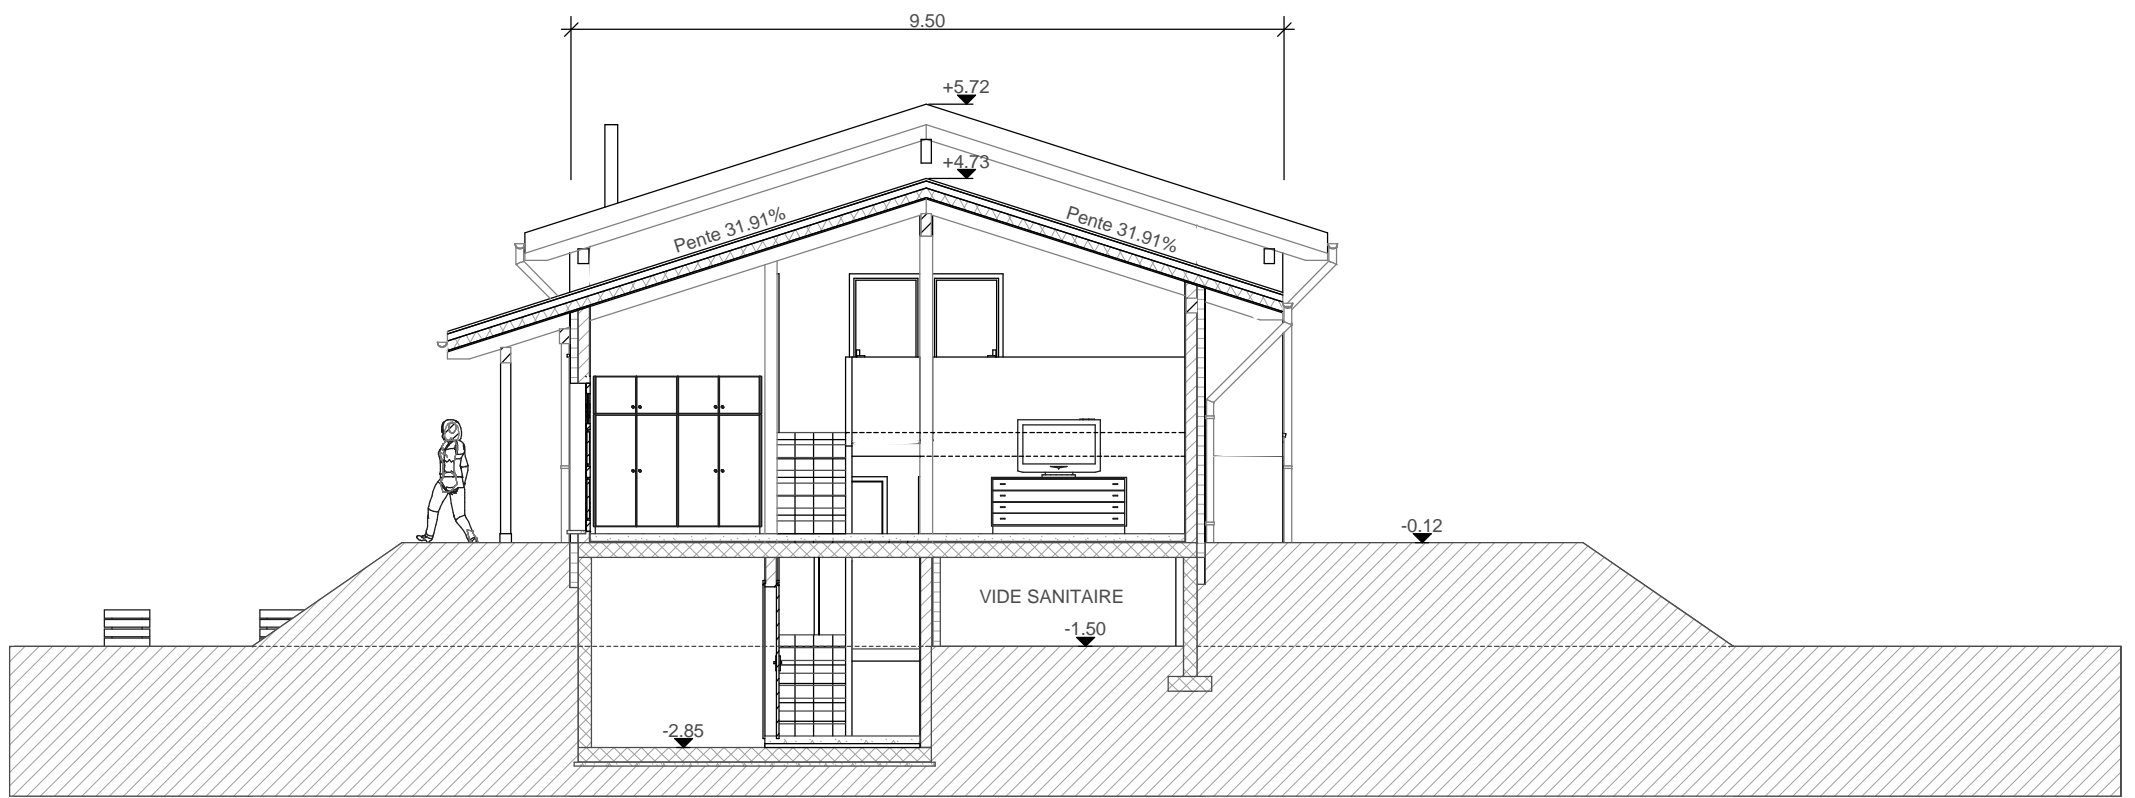 9.50
+5.72
+4.73
Pente 31.91%
Pente 31.91%
-0.12
VIDE SANITAIRE
-1.50
-2.85